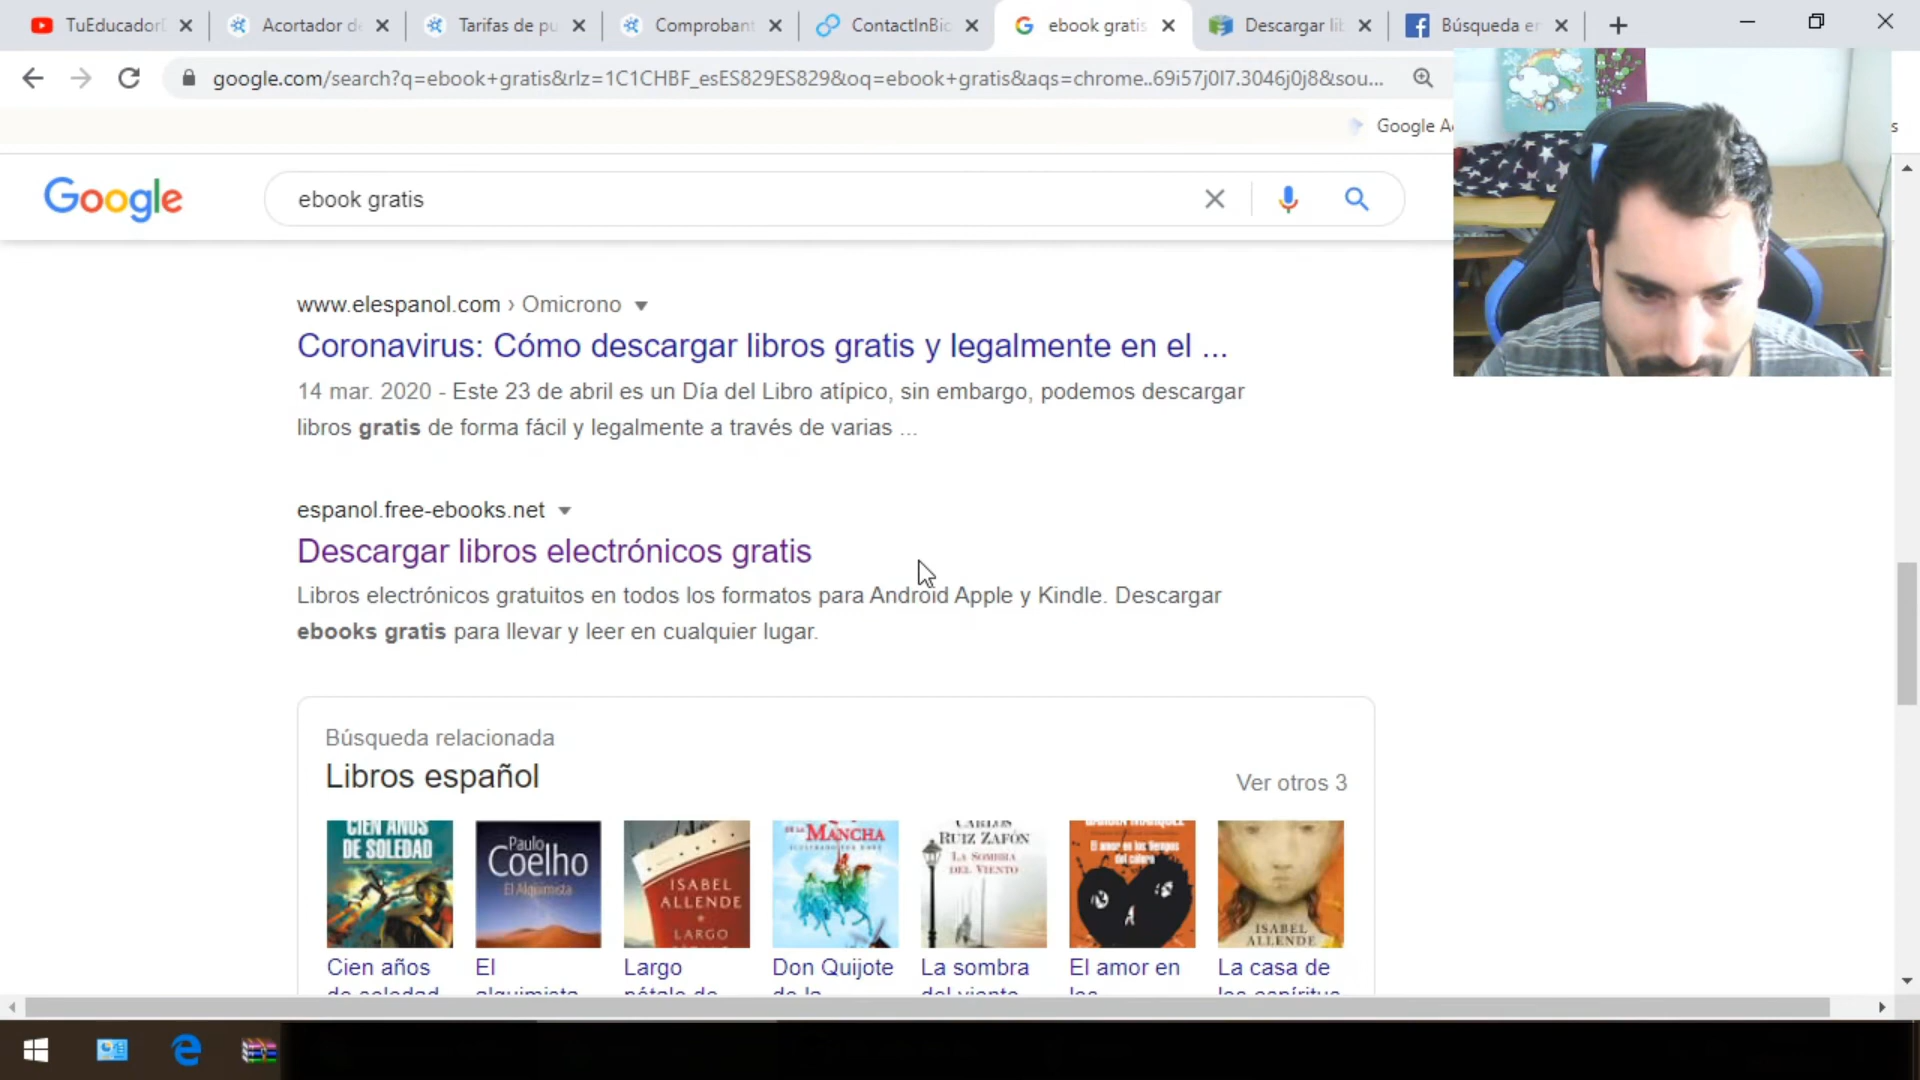 TuEducador
Acortador de
Tarifas de pu
Comprobant
ContactInBio
ebook gratis
Descargar lib
Búsqueda en
google.com/search?q=ebook+gratis&rlz=1C1CHBF_esES829ES829&oq=ebook+gratis&aqs=chrome..69i57j0l7.3046j0j8&sou...
Google A
s
Google
ebook gratis
www.elespanol.com › Omicrono
Coronavirus: Cómo descargar libros gratis y legalmente en el ...
14 mar. 2020 - Este 23 de abril es un Día del Libro atípico, sin embargo, podemos descargar
libros gratis de forma fácil y legalmente a través de varias ...
espanol.free-ebooks.net
Descargar libros electrónicos gratis
Libros electrónicos gratuitos en todos los formatos para Android Apple y Kindle. Descargar
ebooks gratis para llevar y leer en cualquier lugar.
Búsqueda relacionada
Libros español
Ver otros 3
CIEN AÑOS
DE SOLEDAD
Paulo
Coelho
El Alquimista
ISABEL
ALLENDE
LARGO
DE LA
MANCHA
CARLOS
RUIZ ZAFÓN
LA SOMBRA
DEL VIENTO
El amor en los tiempos
del cólera
ISABEL
ALLENDE
Cien años
de soledad
El
alquimista
Largo
pétalo de
Don Quijote
de la
La sombra
del viento
El amor en
los
La casa de
los espíritus